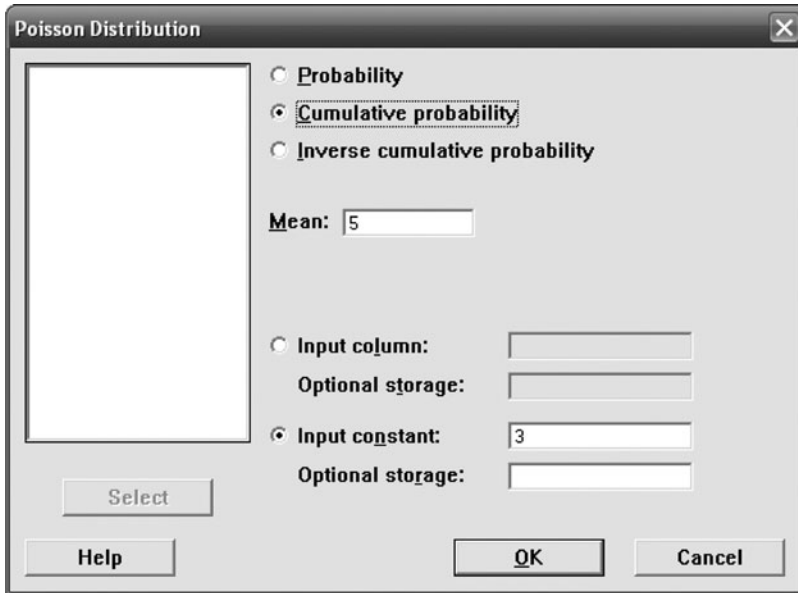 Poisson Distribution
Probability
Cumulative probability
Inverse cumulative probability
Mean: 5
Input column:
Optional storage:
Input constant: 3
Optional storage:
Select
Help OK Cancel